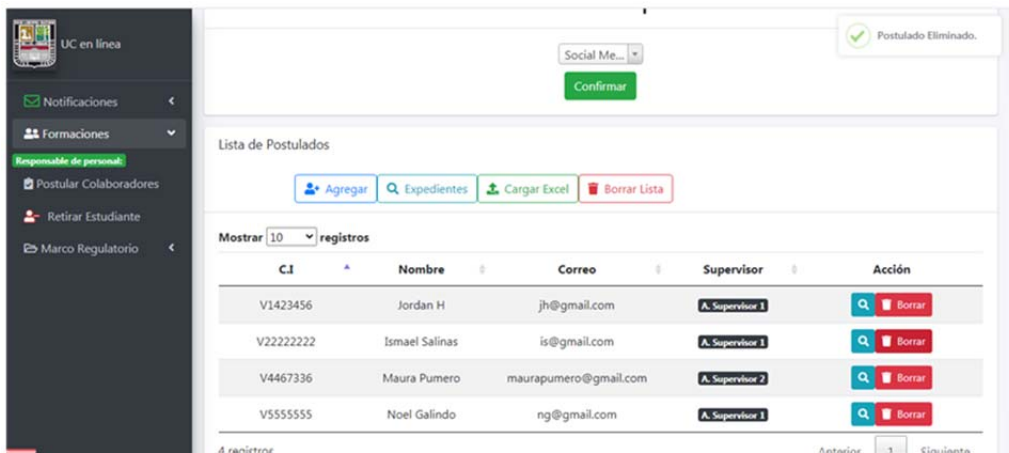 UC en línea
Postulado Eliminado.
Social Me...
Confirmar
Notificaciones
Formaciones
Responsable de personal:
Postular Colaboradores
Retirar Estudiante
Marco Regulatorio
Lista de Postulados
Agregar Expedientes Cargar Excel Borrar Lista
Mostrar 10 registros
C.I Nombre Correo Supervisor Acción
V1423456 Jordan H jh@gmail.com A. Supervisor 1 Borrar
V22222222 Ismael Salinas is@gmail.com A. Supervisor 1 Borrar
V4467336 Maura Pumero maurapumero@gmail.com A. Supervisor 2 Borrar
V5555555 Noel Galindo ng@gmail.com A. Supervisor 1 Borrar
4 registros Anterior 1 Siguiente